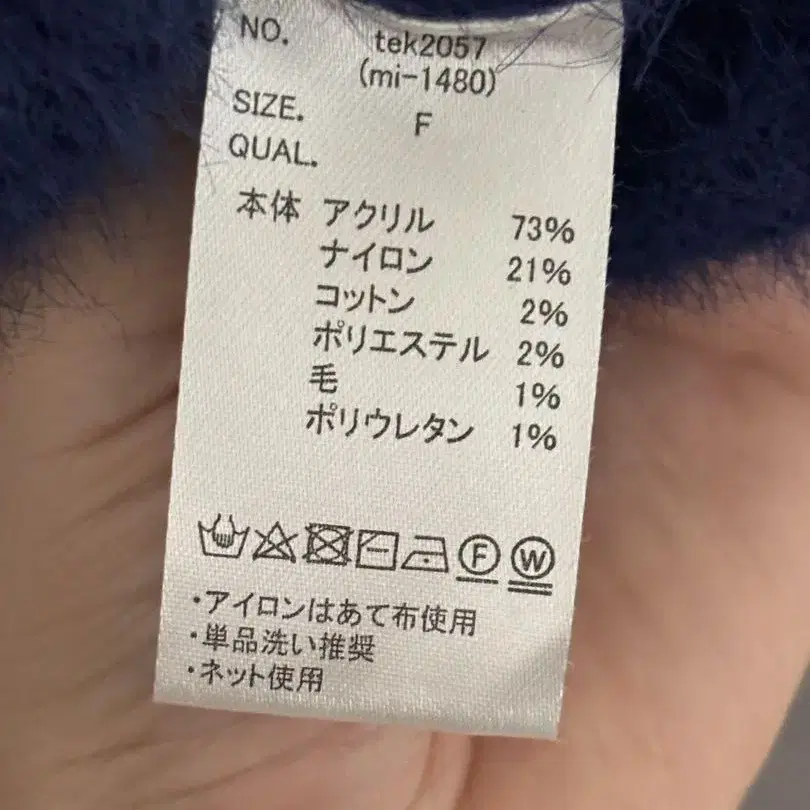 NO. tek2057
(mi-1480)
SIZE. F
QUAL.
本体 アクリル 73%
ナイロン 21%
コットン 2%
ポリエステル 2%
毛 1%
ポリウレタン 1%
F W
・アイロンはあて布使用
・単品洗い推奨
・ネット使用